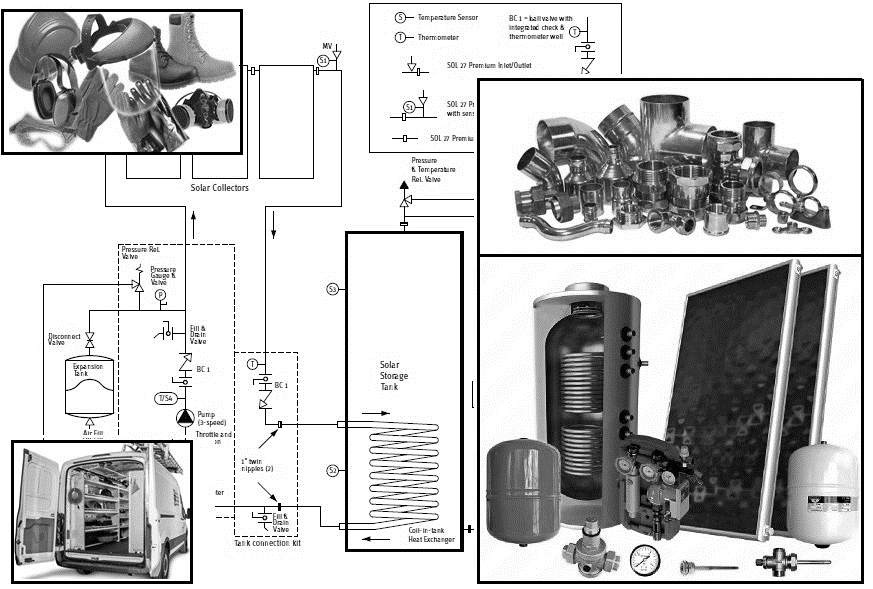 S Temperature Sensor
T Thermometer
BC 1 = ball valve with
integrated check &
thermometer well
T
SOL 27 Premium Inlet/Outlet
S1
SOL 27
with
SOL 27 Premium
MV
S1
Solar Collectors
Pressure
& Temperature
Rel. Valve
Pressure Rel.
Valve
Pressure
Gauge &
Valve
P
Fill &
Drain
Valve
Disconnect
Valve
Expansion
Tank
BC 1
T/S4
Pump
(3-speed)
Throttle and
Air Fill
T
BC 1
1" twin
nipples (2)
Fill &
Drain
Valve
Tank connection kit
S3
Solar
Storage
Tank
S2
Coil-in-tank
Heat Exchanger